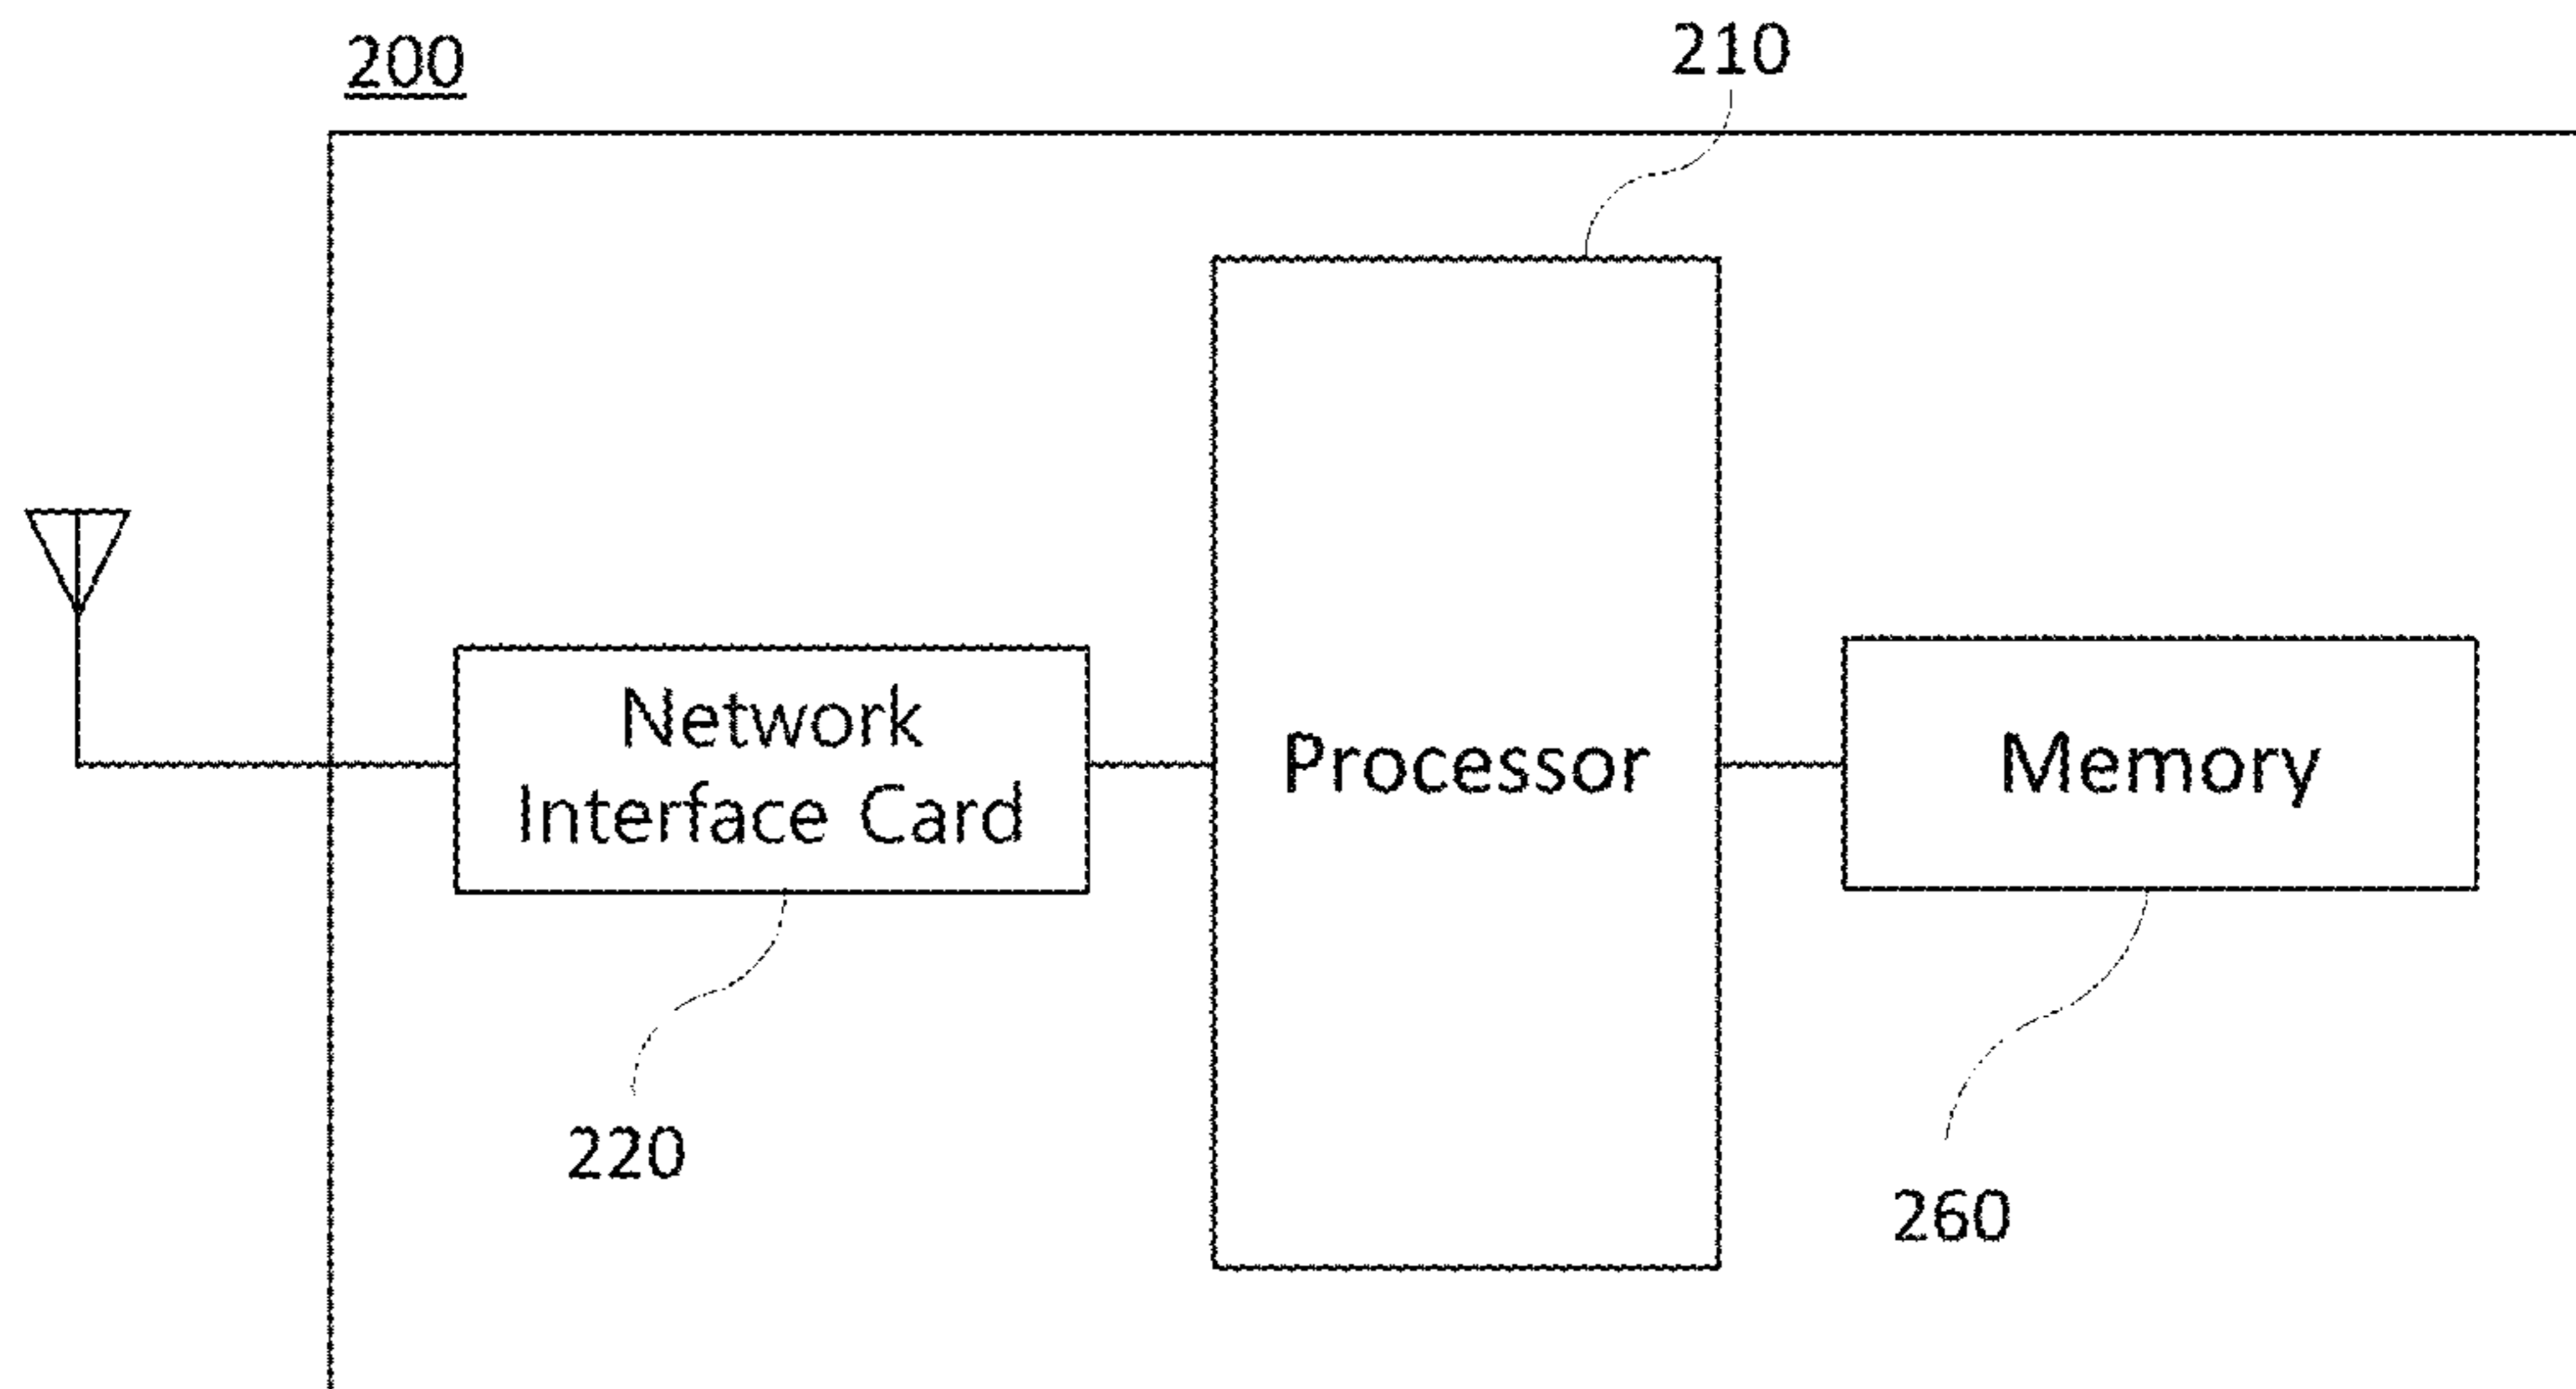 200
210
Network
Interface Card
Processor
Memory
220
260